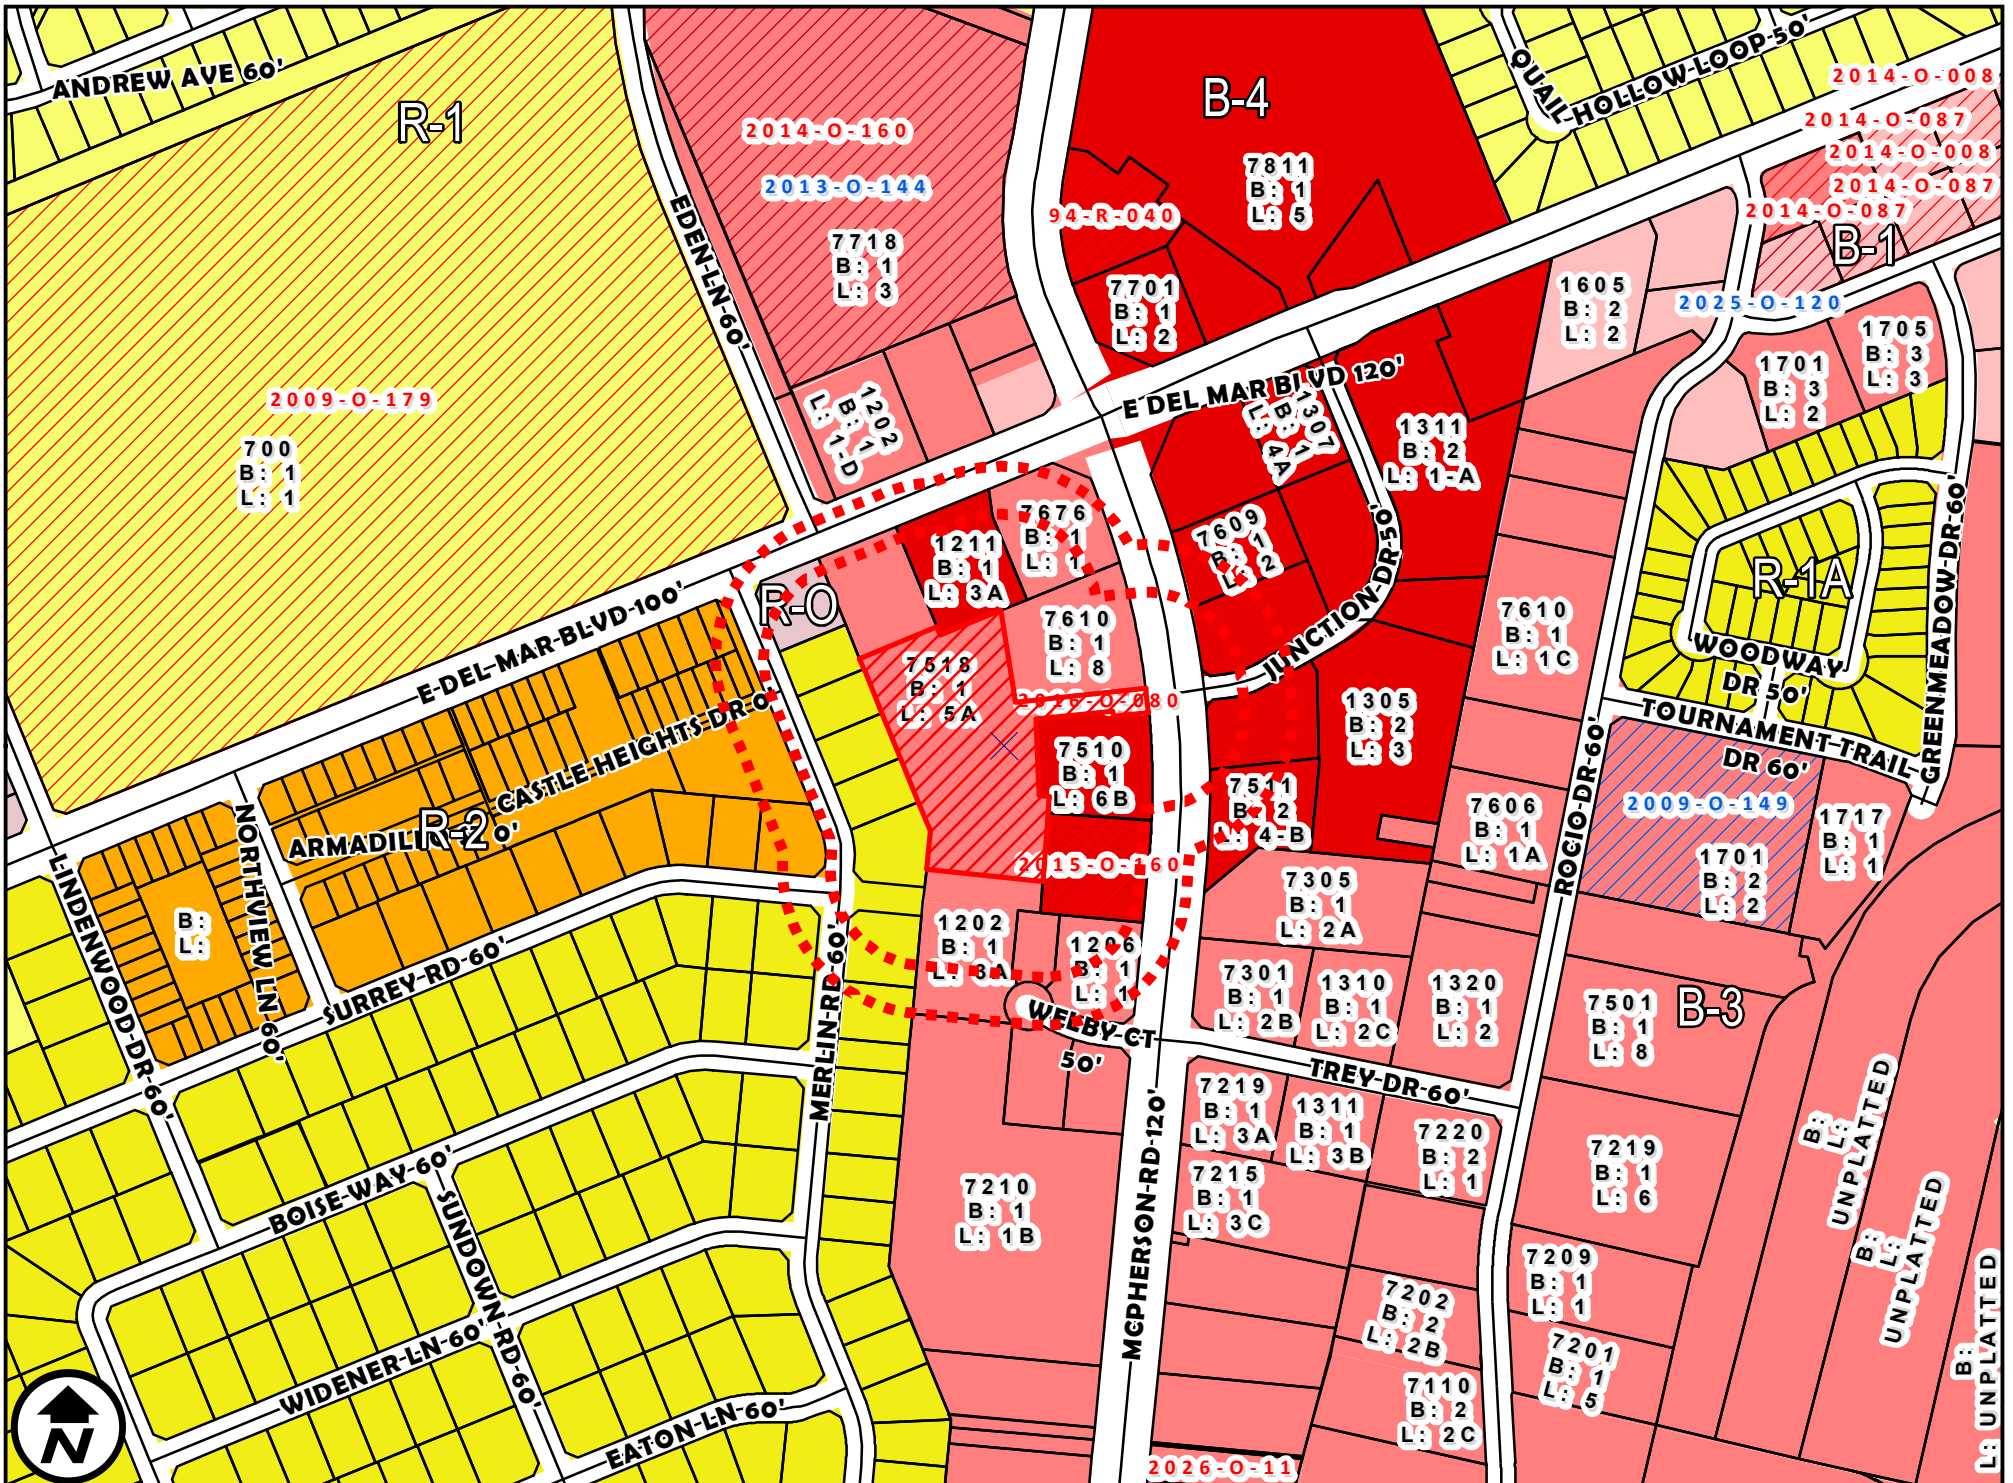 ANDREW AVE 60'
R-1
B-4
QUAIL-HOLLOW-LOOP-50'
2014-O-008
2014-O-087
2014-O-008
2014-O-087
2014-O-087
B-1
2014-O-160
2013-O-144
7718
B: 1
L: 3
EDEN-LN-60'
94-R-040
7811
B: 1
L: 5
7701
B: 1
L: 2
1605
B: 2
L: 2
2025-O-120
1701
B: 3
L: 2
1705
B: 3
L: 3
2009-O-179
700
B: 1
L: 1
1202
B: 1
L: 1-D
E DEL MAR BLVD 120'
1307
B: 1
L: 4A
1311
B: 2
L: 1-A
7676
B: 1
L: 1
1211
B: 1
L: 3A
7609
B: 1
L: 2
JUNCTION-DR-50'
R-O
E-DEL-MAR-BLVD-100'
7610
B: 1
L: 8
7610
B: 1
L: 1C
R-1A
WOODWAY
DR 50'
GREENMEADOW-DR-60'
7518
B: 1
L: 5A
2016-O-080
7510
B: 1
L: 6B
1305
B: 2
L: 3
7511
B: 2
L: 4-B
TOURNAMENT TRAIL
DR 60'
2009-O-149
1701
B: 2
L: 2
1717
B: 1
L: 1
7606
B: 1
L: 1A
ROCIO-DR-60'
CASTLE HEIGHTS DR 0'
R-2
NORTHVIEW LN 60'
LINDENWOOD-DR-60'
B:
L:
SURREY-RD-60'
MERLIN-RD-60'
2015-O-160
1202
B: 1
L: 3A
1206
B: 1
L: 1
7305
B: 1
L: 2A
7301
B: 1
L: 2B
1310
B: 1
L: 2C
1320
B: 1
L: 2
7501
B: 1
L: 8
B-3
WELBY-CT
50'
TREY-DR-60'
7219
B: 1
L: 3A
1311
B: 1
L: 3B
7220
B: 2
L: 1
7219
B: 1
L: 6
B:
L:
UNPLATTED
B:
L:
UNPLATTED
B:
L: UNPLATTED
BOISE-WAY-60'
SUNDOWN-RD-60'
7210
B: 1
L: 1B
MCPHERSON-RD-120'
7215
B: 1
L: 3C
7209
B: 1
L: 1
7202
B: 2
L: 2B
7201
B: 1
L: 5
7110
B: 2
L: 2C
WIDENER-LN-60'
EATON-LN-60'
2026-O-11
N